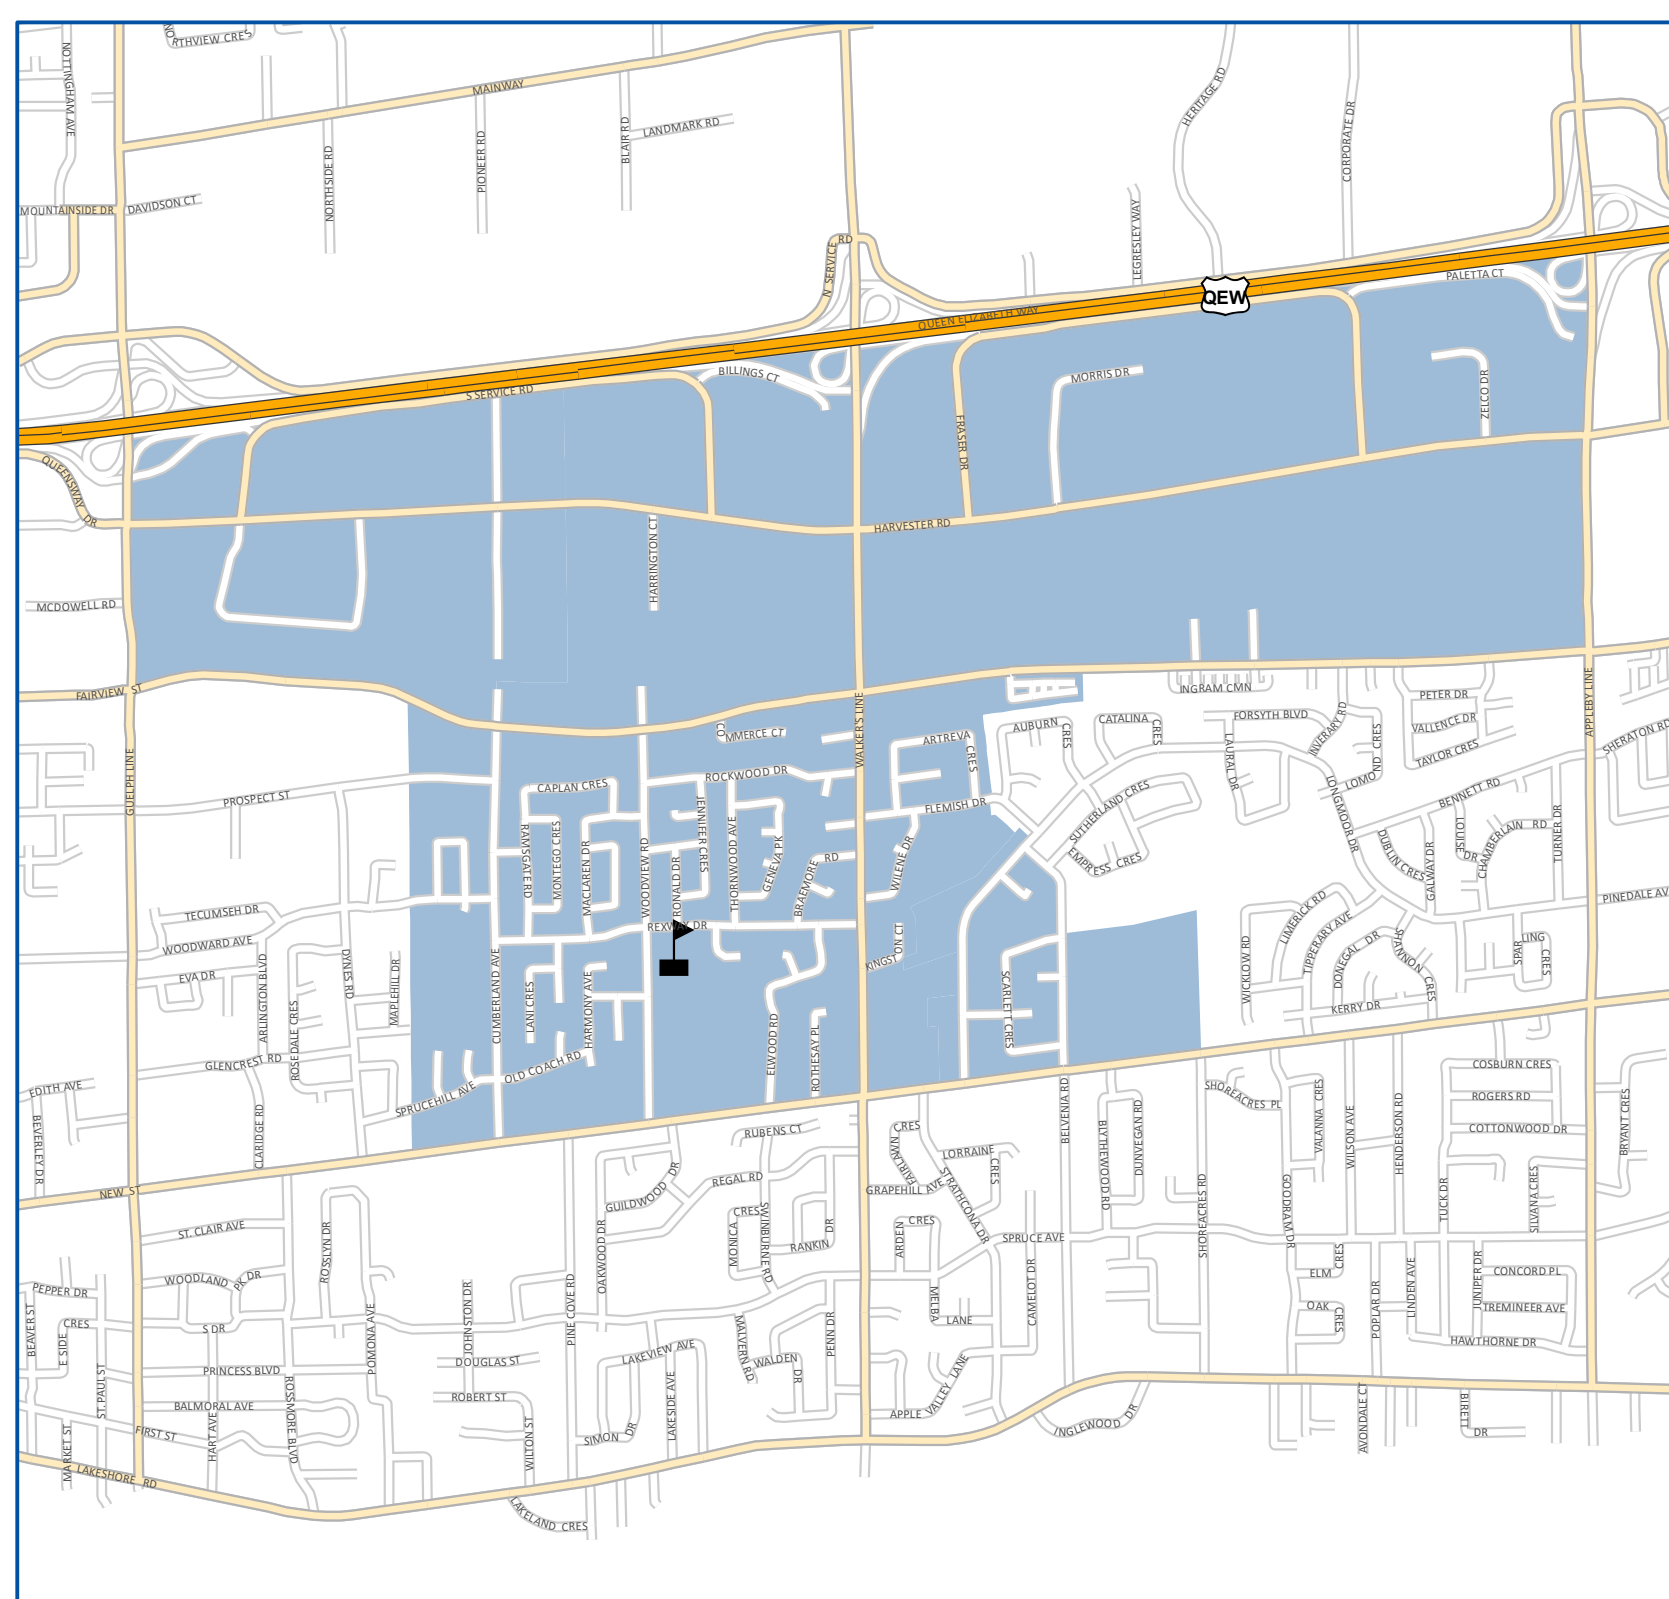 NORTHVIEW CRES
NOTTINGHAM AVE
MAINWAY
HERITAGE RD
CORPORATE DR
PIONEER RD
BLAIR RD
LANDMARK RD
NORTHSIDE RD
MOUNTAINSIDE DR
DAVIDSON CT
LEGRESLEY WAY
N SERVICE RD
PALETTA CT
QEW
QUEEN ELIZABETH WAY
BILLINGS CT
MORRIS DR
S SERVICE RD
ZELCO DR
FRASER DR
QUEENSWAY DR
HARVESTER RD
HARRINGTON CT
MCDOWELL RD
FAIRVIEW ST
WALKER'S LINE
APPLEBY LINE
GUELPH LINE
INGRAM CMN
PETER DR
COMMERCE CT
AUBURN CRES
CATALINA CRES
FORSYTH BLVD
INVERARY RD
VALLENCE DR
TAYLOR CRES
SHERATON RD
ARTREVA CRES
LAURAL DR
LOMOND CRES
ROCKWOOD DR
CAPLAN CRES
PROSPECT ST
BENNETT RD
SUTHERLAND CRES
FLEMISH DR
LONGMOOR DR
JENNIFER CRES
RAMSGATE RD
MONTEGO CRES
MACLAREN DR
WOODVIEW RD
RONALD DR
THORNWOOD AVE
GENEVA PK
BRAEMORE RD
WILENE DR
EMPRESS CRES
DUBLIN CRES
GALWAY DR
LOUISE DR
CHAMBERLAIN RD
TURNER DR
PINEDALE AV
LIMERICK RD
TIPPERARY AVE
DONEGAL DR
SHANNON CRES
SPARLING CRES
TECUMSEH DR
WOODWARD AVE
REXWAY DR
KINGSTON CT
WICKLOW RD
KERRY DR
EVA DR
ARLINGTON BLVD
DYNES RD
MAPLEHILL DR
ROSEDALE CRES
CUMBERLAND AVE
LANI CRES
HARMONY AVE
ELWOOD RD
ROTHESAY PL
SCARLETT CRES
GLENCREST RD
OLD COACH RD
SPRUCEHILL AVE
EDITH AVE
BEVERLEY DR
CLARIDGE RD
NEW ST
COSBURN CRES
ROGERS RD
COTTONWOOD DR
BRYANT CRES
SHOREACRES PL
VALANNA CRES
WILSON AVE
HENDERSON RD
BELVENIA RD
BLYTHEWOOD RD
DUNVEGAN RD
RUBENS CT
FAIRLAWN CRES
LORRAINE CRES
GRAPEHILL AVE
STRATHCONA DR
REGAL RD
GUILDWOOD DR
ST. CLAIR AVE
ROSSLYN DR
OAKWOOD DR
MONICA CRES
SWINBURNE RD
RANKIN DR
ARDEN CRES
SPRUCE AVE
SHOREACRES RD
GOODRAM DR
TUCK DR
SILVANA CRES
ELM CRES
CONCORD PL
PEPPER DR
WOODLAND PK DR
BEAVER ST
E SIDE CRES
S DR
POMONA AVE
JOHNSTON DR
PINE COVE RD
MELBA LANE
CAMELOT DR
OAK CRES
POPLAR DR
LINDEN AVE
JUNIPER DR
TREMINEER AVE
HAWTHORNE DR
MALVERN RD
PENN DR
WALDEN DR
LAKEVIEW AVE
DOUGLAS ST
PRINCESS BLVD
ST. PAUL ST
ROBERT ST
BALMORAL AVE
ROSSMORE BLVD
LAKESIDE AVE
APPLE VALLEY LANE
INGLEWOOD DR
AVONDALE CT
BIRETT DR
FIRST ST
HART AVE
MARKET ST
SIMON DR
WILTON ST
LAKESHORE RD
LAKELAND CRES